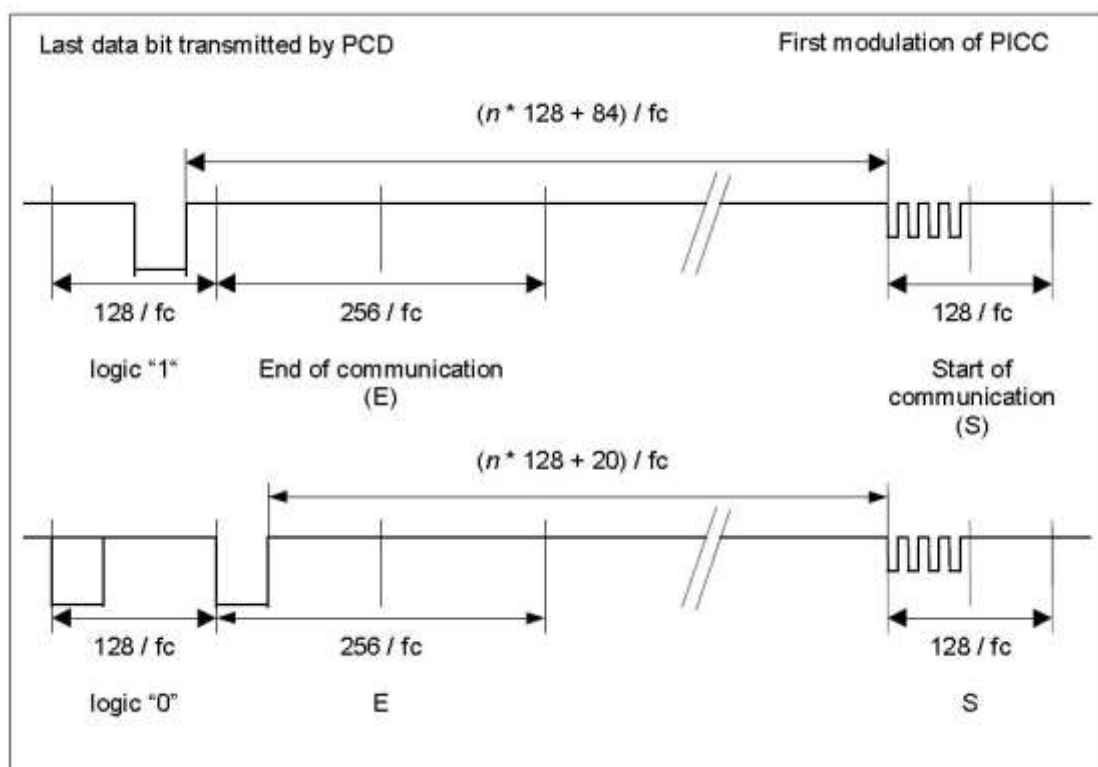 Last data bit transmitted by PCD
First modulation of PICC
(n * 128 + 84) / fc
128 / fc
256 / fc
128 / fc
logic “1“
End of communication
(E)
Start of
communication
(S)
(n * 128 + 20) / fc
128 / fc
256 / fc
128 / fc
logic “0”
E
S